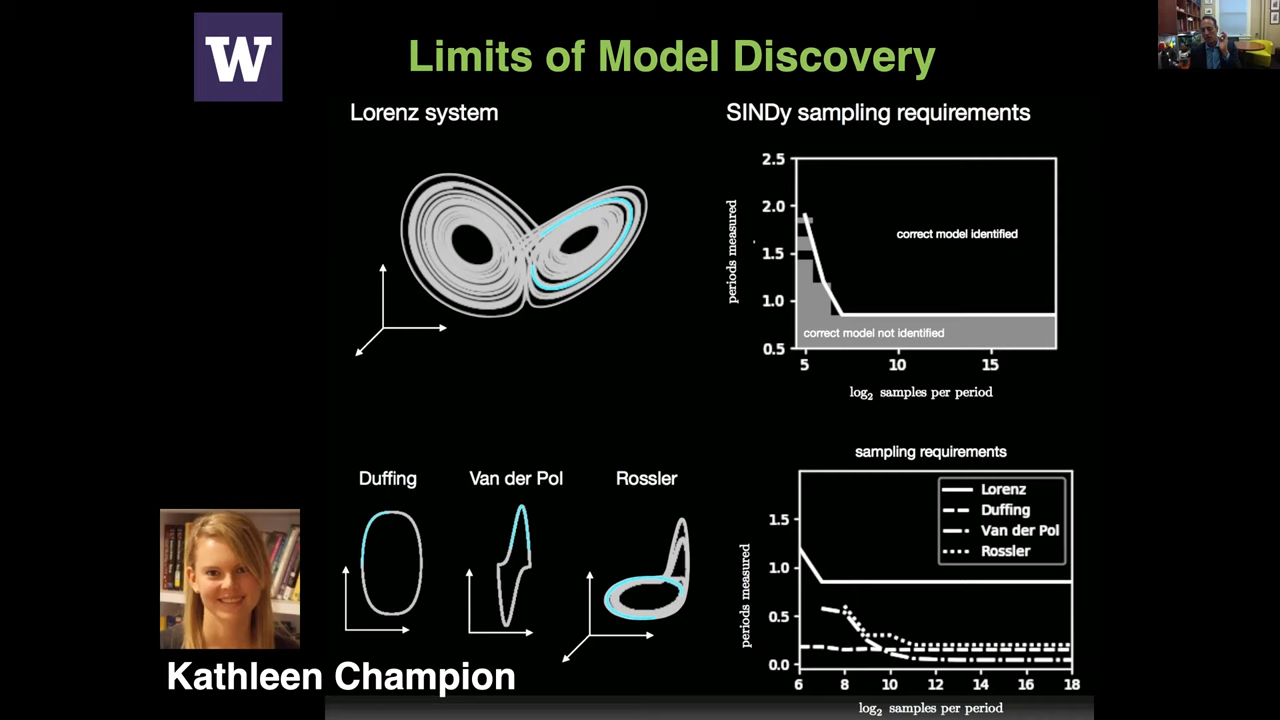 W
Limits of Model Discovery
Lorenz system
SINDy sampling requirements
2.5
2.0
1.5
1.0
0.5
periods measured
correct model identified
correct model not identified
5
10
15
log₂ samples per period
Duffing
Van der Pol
Rossler
sampling requirements
1.5
1.0
0.5
0.0
periods measured
Lorenz
Duffing
Van der Pol
Rossler
6
8
10
12
14
16
18
log₂ samples per period
Kathleen Champion